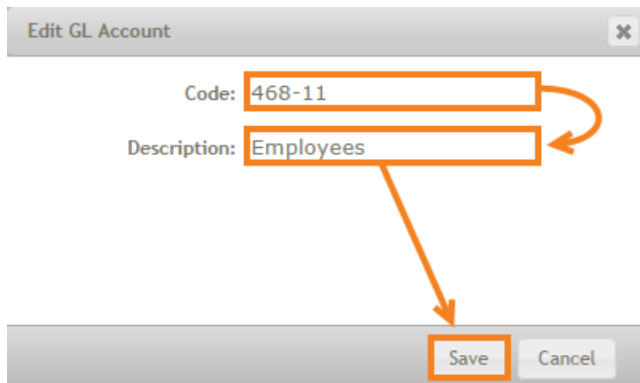 Edit GL Account
Code: 468-11
Description: Employees
Save Cancel